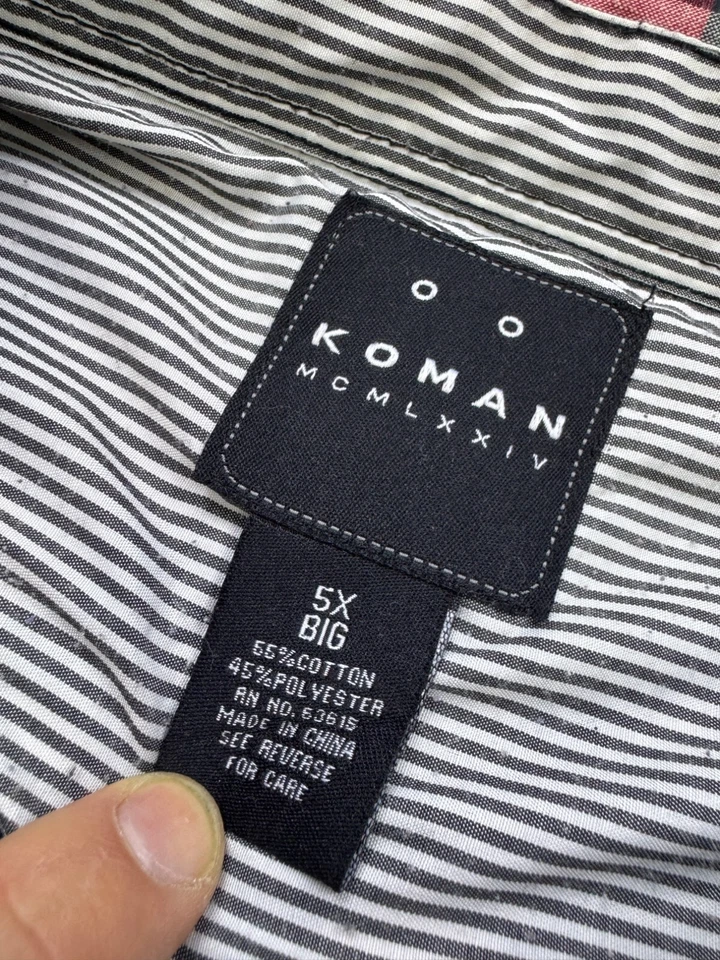 KOMAN
MCMLXXIV
5X
BIG
55%COTTON
45%POLYESTER
RN NO. 63615
MADE IN CHINA
SEE REVERSE
FOR CARE